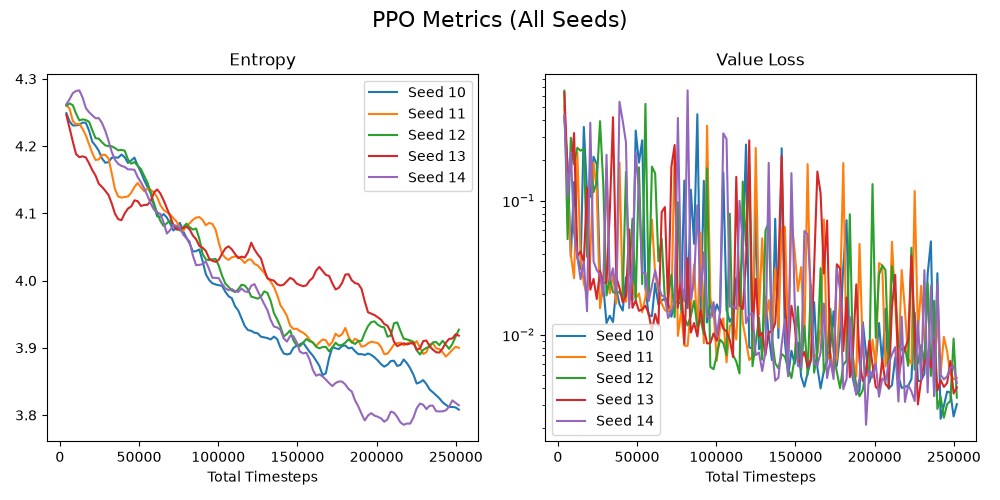 PPO Metrics (All Seeds)
Entropy
4.3
4.2
4.1
4.0
3.9
3.8
0 50000 100000 150000 200000 250000
Total Timesteps
Seed 10
Seed 11
Seed 12
Seed 13
Seed 14
Value Loss
10⁻¹
10⁻²
0 50000 100000 150000 200000 250000
Total Timesteps
Seed 10
Seed 11
Seed 12
Seed 13
Seed 14